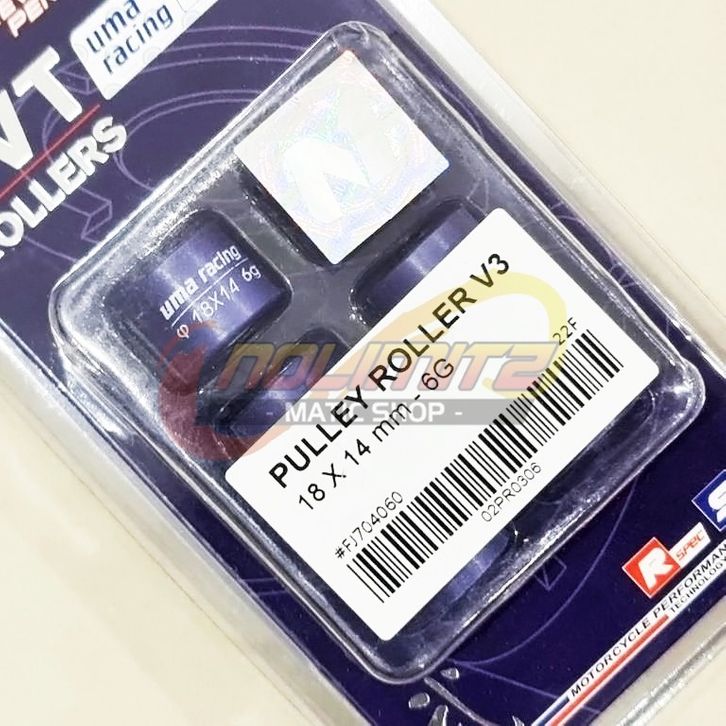 uma
racing
VT
ROLLERS
uma racing
φ 18X14 6g
PULLEY ROLLER V3
18 X 14 mm - 6G
22F
#FJ704060
02PR0306
NOLIMITZ
- MATIC SHOP -
R SPEC
MOTORCYCLE PERFORMAN
TECHNOLOGY